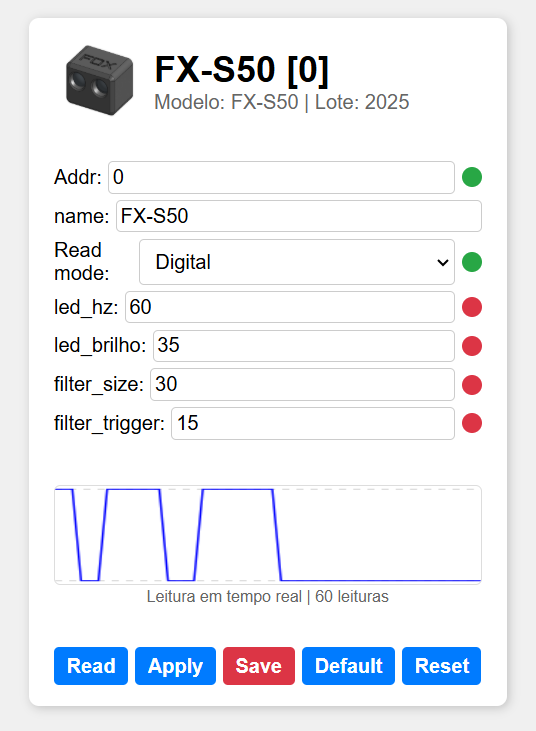 FOX
FX-S50 [0]
Modelo: FX-S50 | Lote: 2025
Addr: 0
name: FX-S50
Read mode: Digital
led_hz: 60
led_brilho: 35
filter_size: 30
filter_trigger: 15
Leitura em tempo real | 60 leituras
Read Apply Save Default Reset